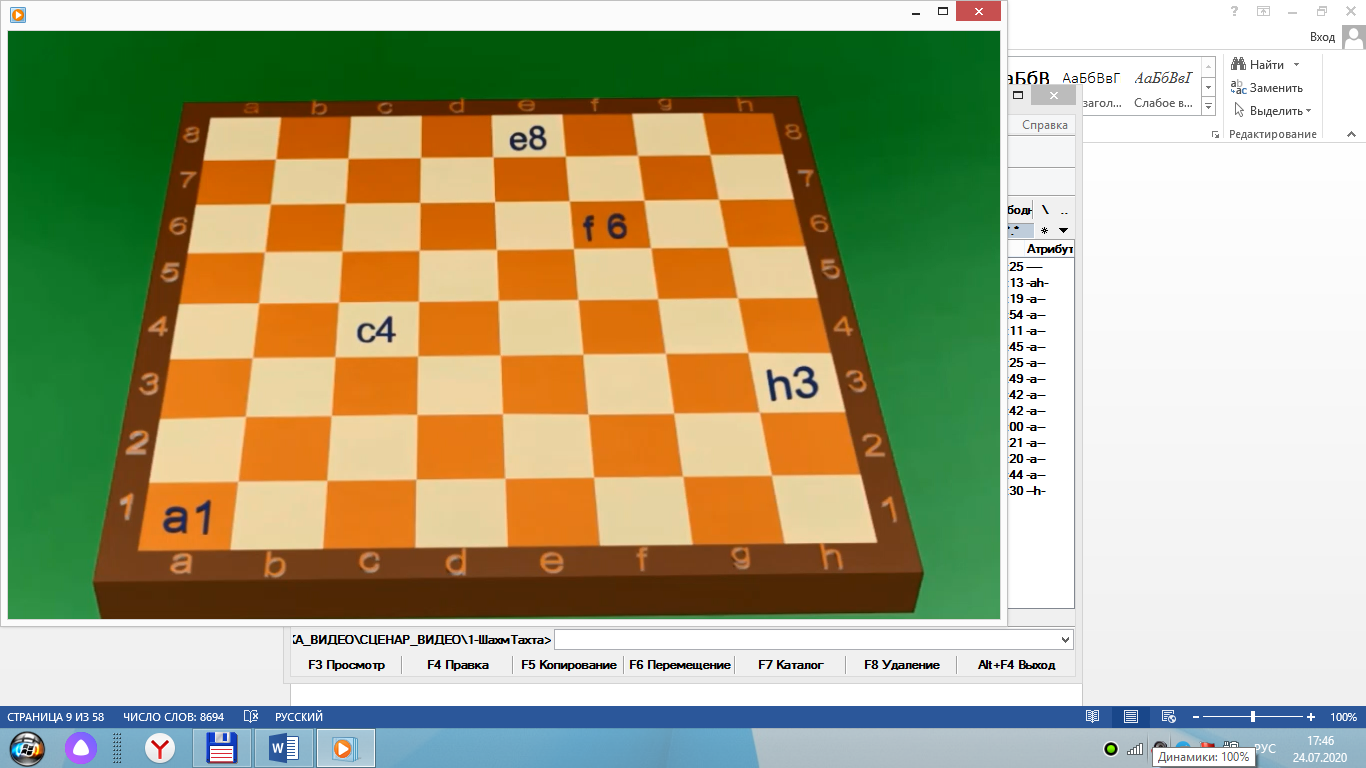 Вход
a b c d e f g h
8 e8 8
7 7
6 f 6 6
5 5
4 c4 4
3 h3 3
2 2
1 a1 1
a b c d e f g h
АаБбВвГ АаБбВвГ
Слабое в...
Найти
Заменить
Выделить
Редактирование
Справка
\ ..
*
Атрибут
25 ----
13 -ah-
19 -a--
54 -a--
11 -a--
45 -a--
25 -a--
49 -a--
42 -a--
42 -a--
00 -a--
21 -a--
20 -a--
44 -a--
30 --h-
КА_ВИДЕО\СЦЕНАР_ВИДЕО\1-ШахмТахта>
F3 Просмотр F4 Правка F5 Копирование F6 Перемещение F7 Каталог F8 Удаление Alt+F4 Выход
СТРАНИЦА 9 ИЗ 58 ЧИСЛО СЛОВ: 8694 РУССКИЙ 100%
РУС 17:46
24.07.2020
Динамики: 100%